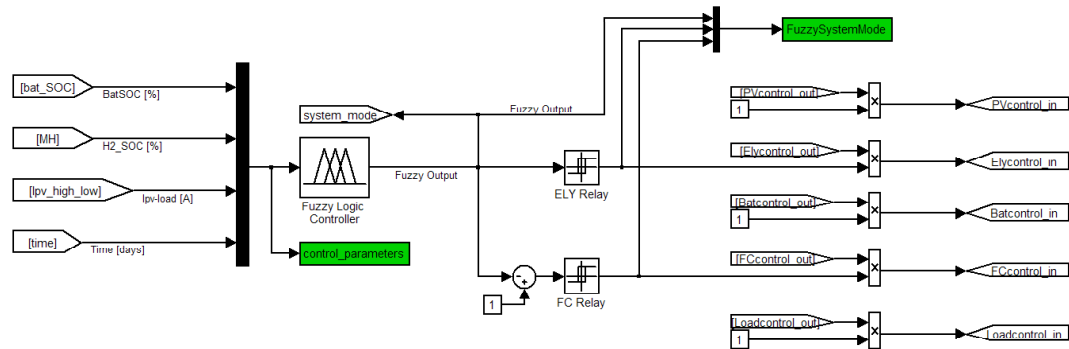 FuzzySystemMode
[bat_SOC]
BatSOC [%]
[PVcontrol_out]
1
PVcontrol_in
system_mode
Fuzzy Output
[MH]
H2_SOC [%]
[Elycontrol_out]
Elycontrol_in
Fuzzy Output
ELY Relay
[Ipv_high_low]
Ipv-load [A]
Fuzzy Logic
Controller
[Batcontrol_out]
1
Batcontrol_in
[time]
Time [days]
control_parameters
[FCcontrol_out]
FCcontrol_in
1
FC Relay
[Loadcontrol_out]
1
Loadcontrol_in